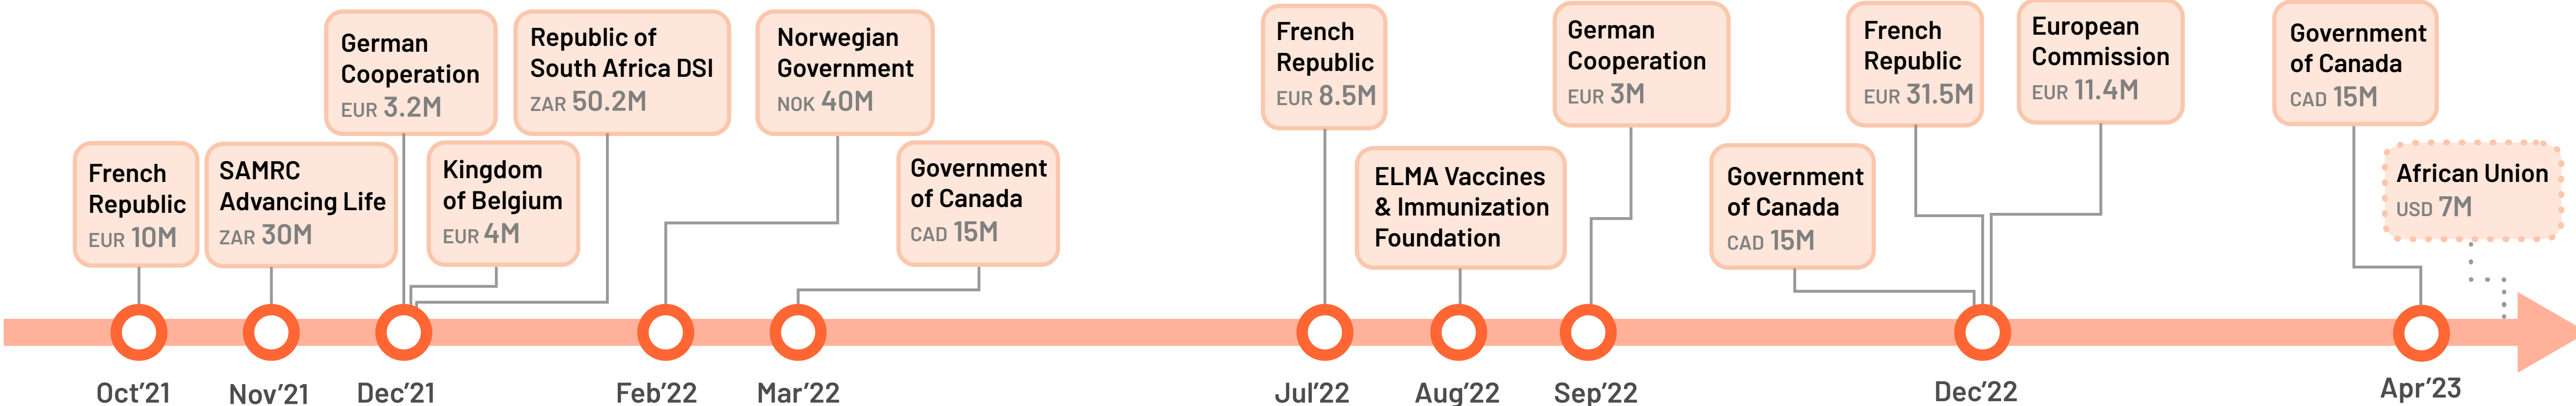 French
Republic
EUR 10M
SAMRC
Advancing Life
ZAR 30M
German
Cooperation
EUR 3.2M
Kingdom
of Belgium
EUR 4M
Republic of
South Africa DSI
ZAR 50.2M
Norwegian
Government
NOK 40M
Government
of Canada
CAD 15M
French
Republic
EUR 8.5M
ELMA Vaccines
& Immunization
Foundation
German
Cooperation
EUR 3M
Government
of Canada
CAD 15M
French
Republic
EUR 31.5M
European
Commission
EUR 11.4M
Government
of Canada
CAD 15M
African Union
USD 7M
Oct'21
Nov'21
Dec'21
Feb'22
Mar'22
Jul'22
Aug'22
Sep'22
Dec'22
Apr'23